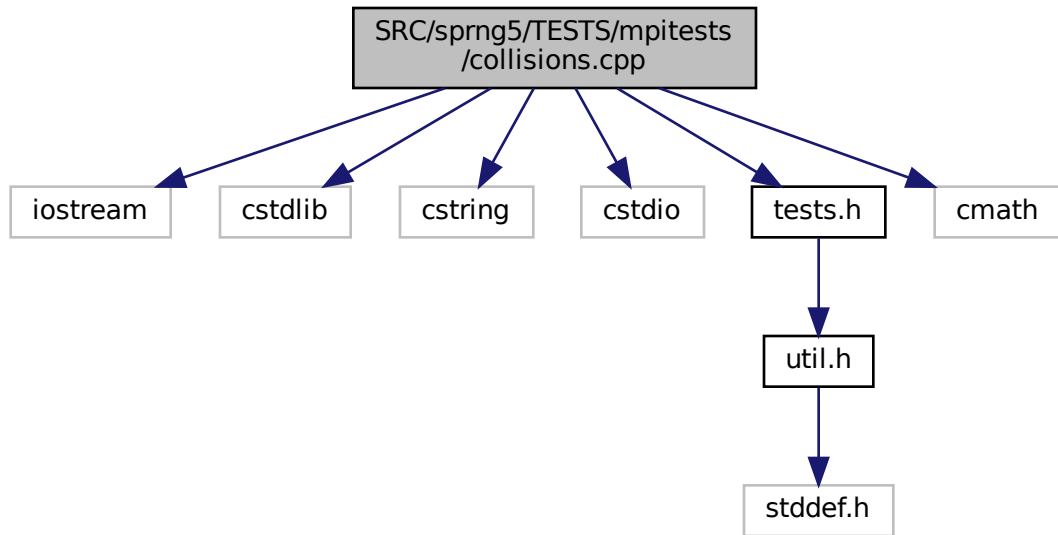 SRC/sprng5/TESTS/mpitests
/collisions.cpp
iostream
cstdlib
cstring
cstdio
tests.h
cmath
util.h
stddef.h